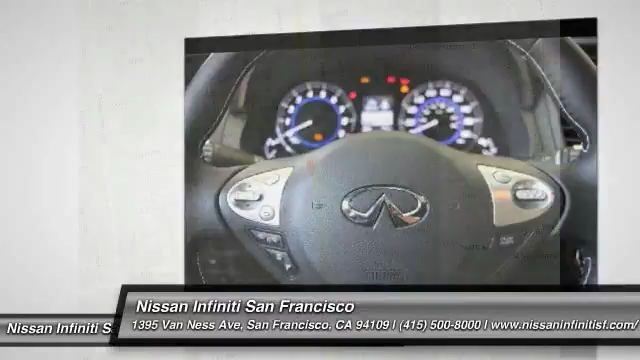 Nissan Infiniti San Francisco
Nissan Infiniti S
1395 Van Ness Ave, San Francisco, CA 94109 | (415) 500-8000 | www.nissaninfinitisf.com/